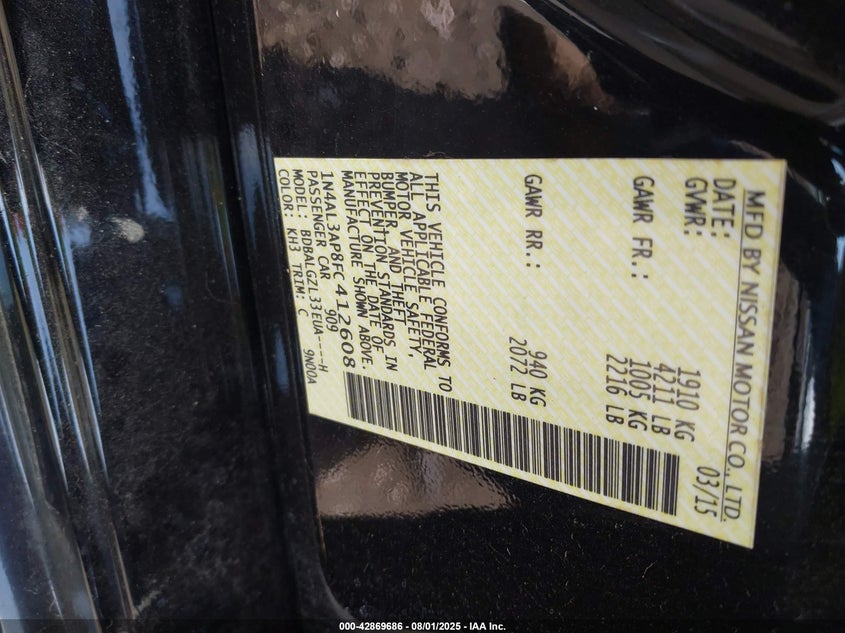 MFD BY NISSAN MOTOR CO., LTD.
DATE: 03/15
GVWR: 1910 KG
4211 LB
GAWR FR.: 1005 KG
2216 LB
GAWR RR.: 940 KG
2072 LB
THIS VEHICLE CONFORMS TO
ALL APPLICABLE FEDERAL
MOTOR VEHICLE SAFETY,
BUMPER, AND THEFT
PREVENTION STANDARDS IN
EFFECT ON THE DATE OF
MANUFACTURE SHOWN ABOVE.
1N4AL3AP8FC412608
PASSENGER CAR 909
MODEL: BDBALGZL33EUA----H
COLOR: KH3 TRIM: C 9N00A
000-42869686 - 08/01/2025 - IAA Inc.